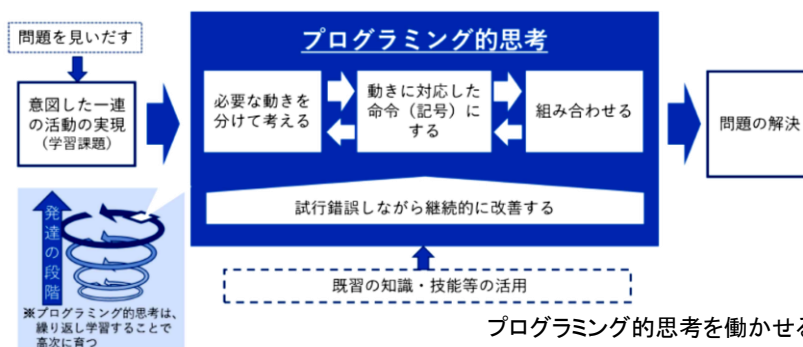 問題を見いだす
意図した一連
の活動の実現
(学習課題)
プログラミング的思考
必要な動きを
分けて考える
動きに対応した
命令(記号)に
する
組み合わせる
試行錯誤しながら継続的に改善する
問題の解決
既習の知識・技能等の活用
発達の段階
※プログラミング的思考は、
繰り返し学習することで
高次に育つ
プログラミング的思考を働かせる